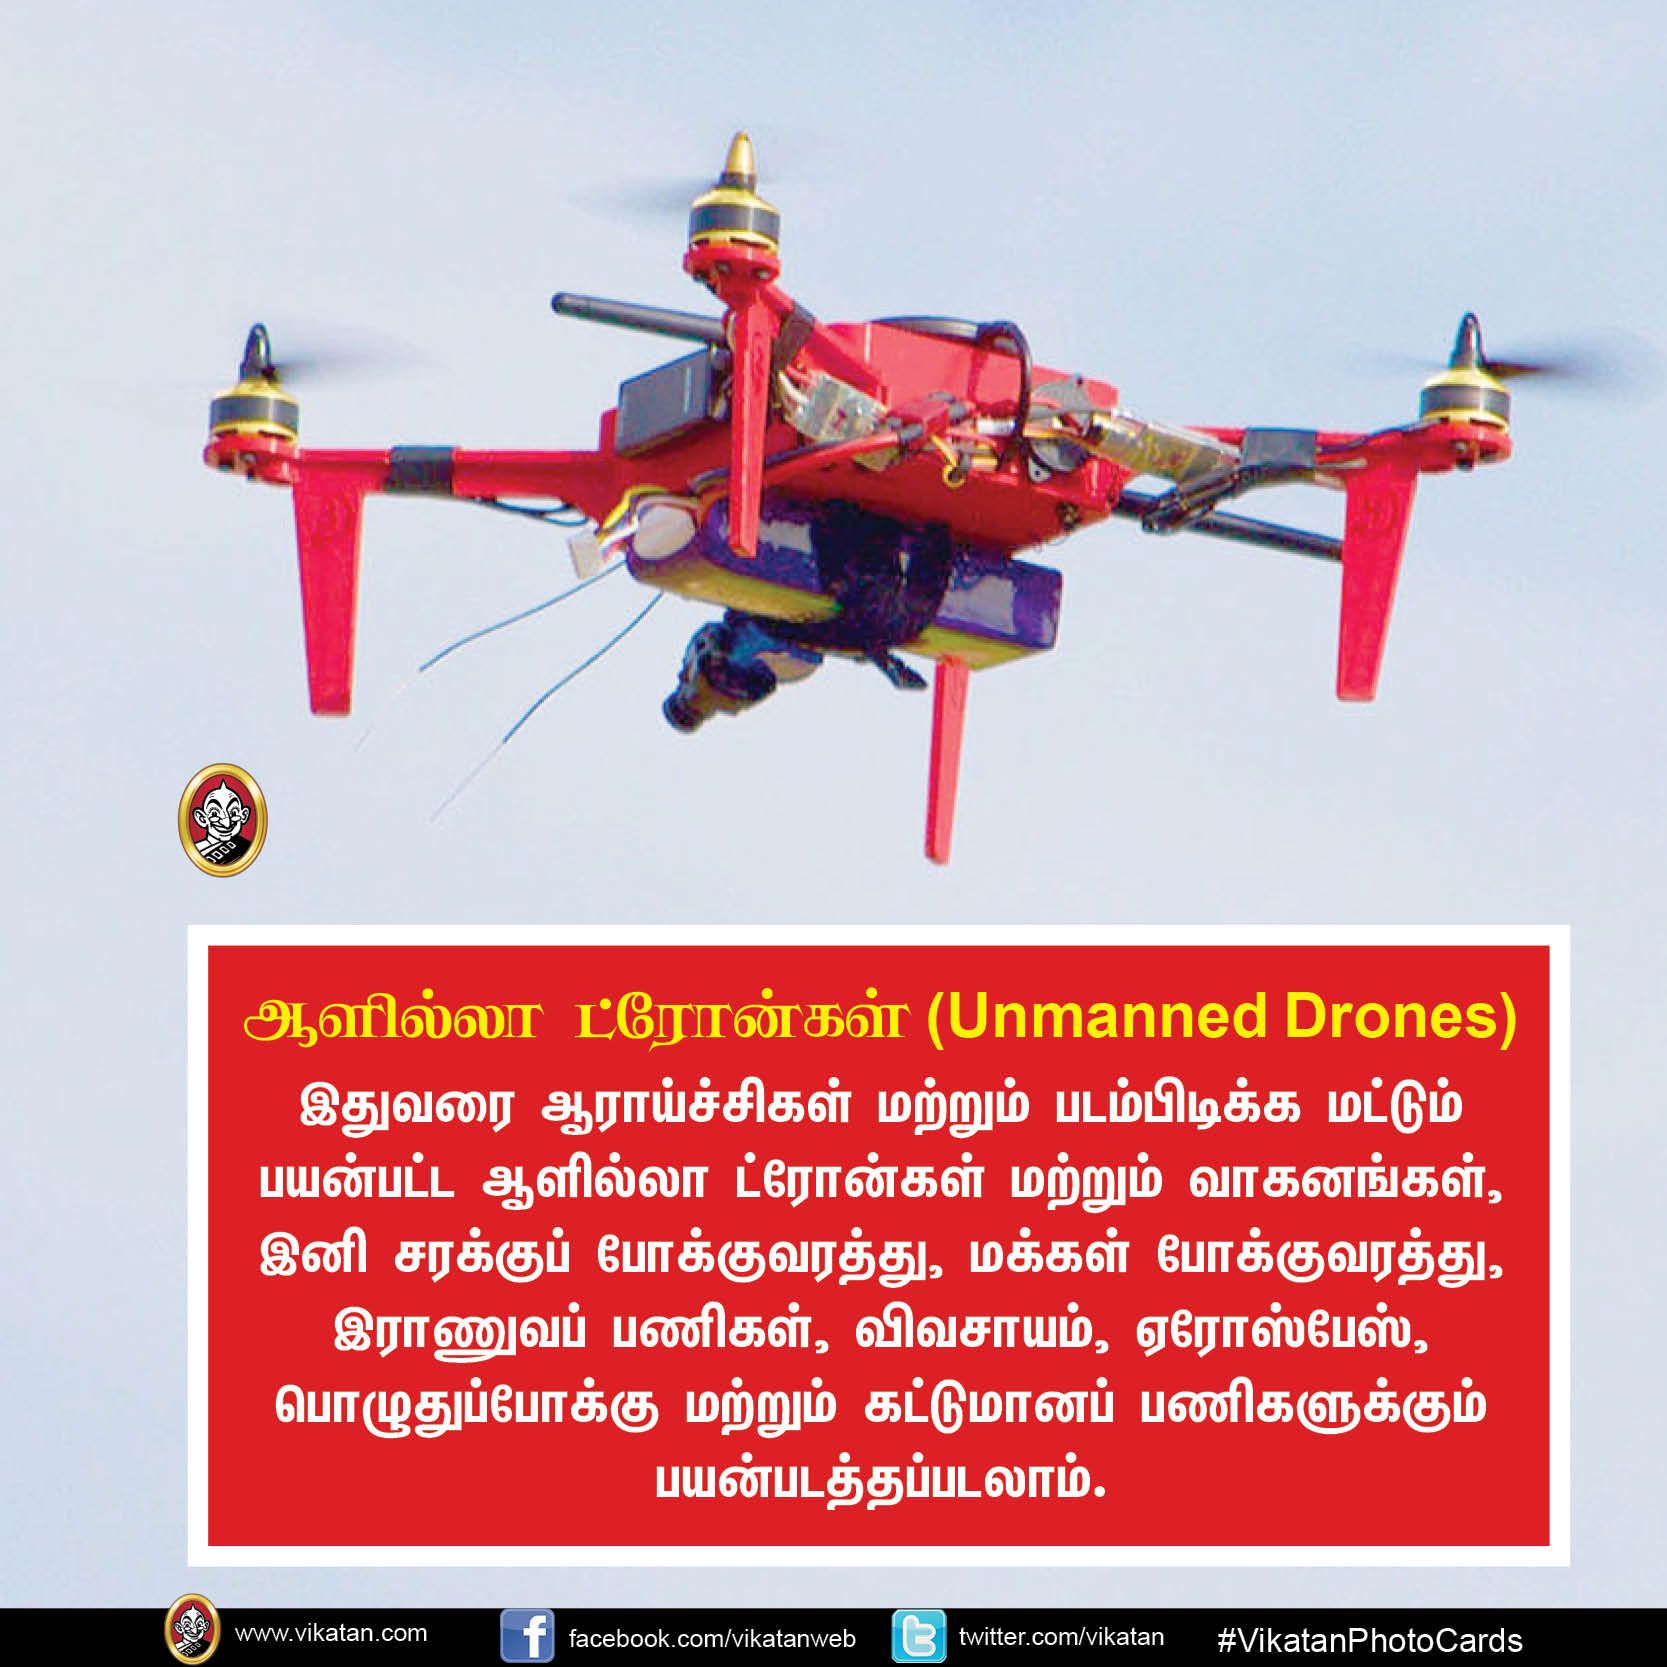 ஆளில்லா ட்ரோன்கள் (Unmanned Drones)
இதுவரை ஆராய்ச்சிகள் மற்றும் படம்பிடிக்க மட்டும்
பயன்பட்ட ஆளில்லா ட்ரோன்கள் மற்றும் வாகனங்கள்,
இனி சரக்குப் போக்குவரத்து, மக்கள் போக்குவரத்து,
இராணுவப் பணிகள், விவசாயம், ஏரோஸ்பேஸ்,
பொழுதுப்போக்கு மற்றும் கட்டுமானப் பணிகளுக்கும்
பயன்படத்தப்படலாம்.
www.vikatan.com facebook.com/vikatanweb twitter.com/vikatan #VikatanPhotoCards